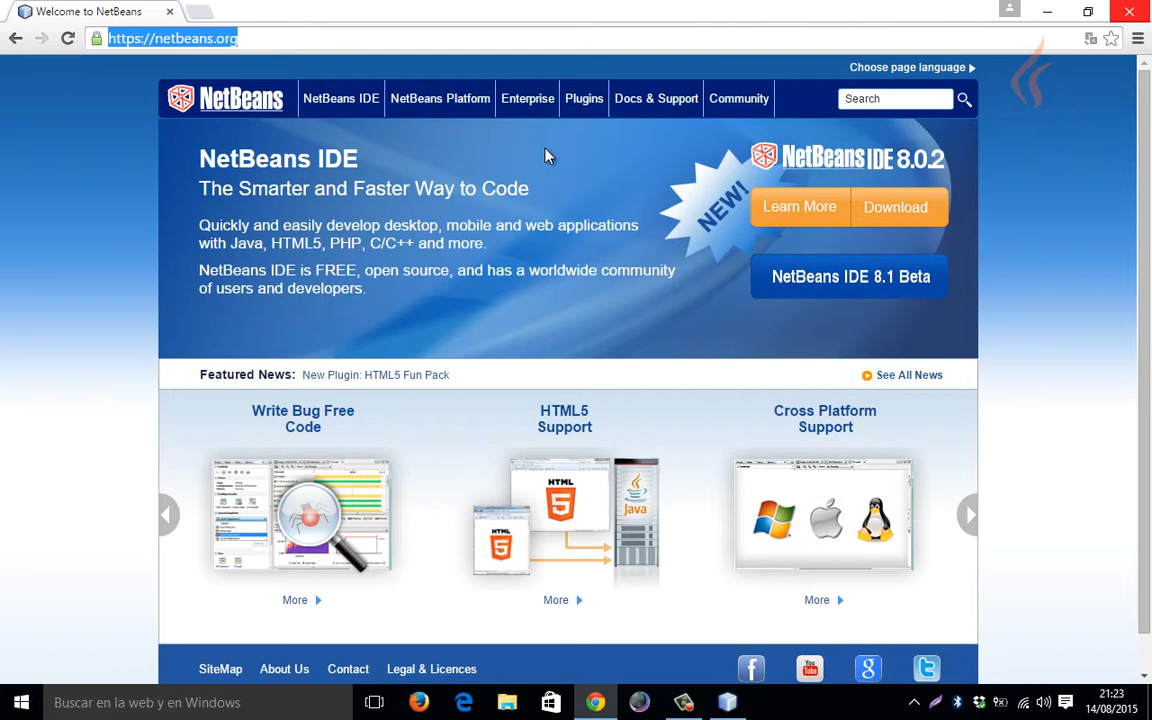 Welcome to NetBeans
https://netbeans.org
Choose page language
NetBeans
NetBeans IDE
NetBeans Platform
Enterprise
Plugins
Docs & Support
Community
Search
NetBeans IDE
The Smarter and Faster Way to Code
Quickly and easily develop desktop, mobile and web applications
with Java, HTML5, PHP, C/C++ and more.
NetBeans IDE is FREE, open source, and has a worldwide community
of users and developers.
NEW!
NetBeans IDE 8.0.2
Learn More
Download
NetBeans IDE 8.1 Beta
Featured News:
New Plugin: HTML5 Fun Pack
See All News
Write Bug Free
Code
HTML5
Support
Cross Platform
Support
HTML
5
HTML
5
Java
More
More
More
SiteMap
About Us
Contact
Legal & Licences
f
You
Tube
g
t
Buscar en la web y en Windows
21:23
14/08/2015